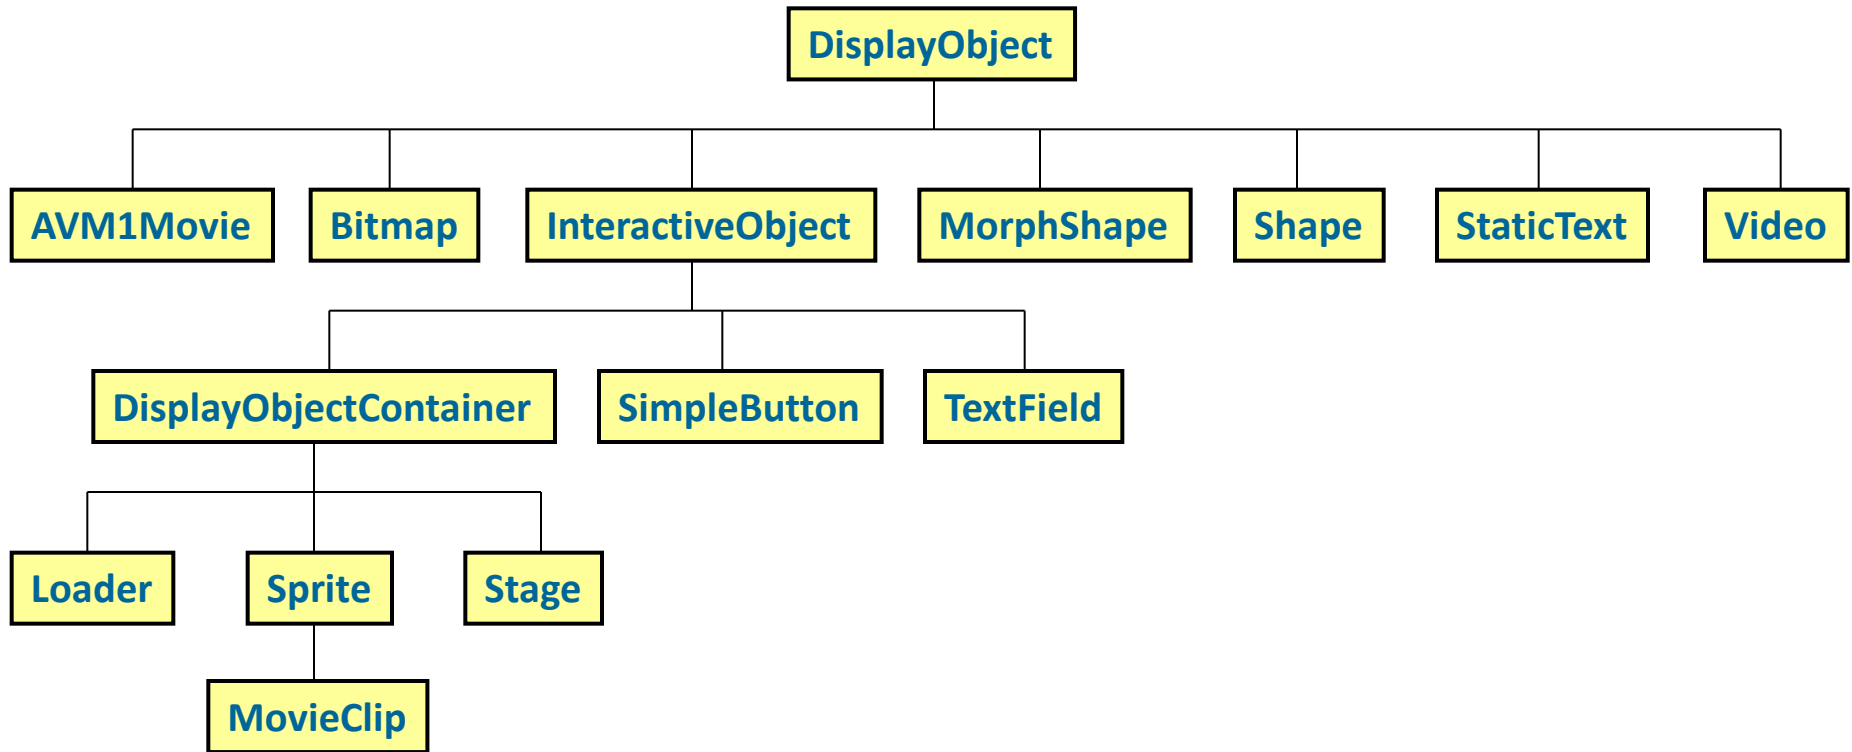 DisplayObject
AVM1Movie
Bitmap
InteractiveObject
MorphShape
Shape
StaticText
Video
DisplayObjectContainer
SimpleButton
TextField
Loader
Sprite
Stage
MovieClip